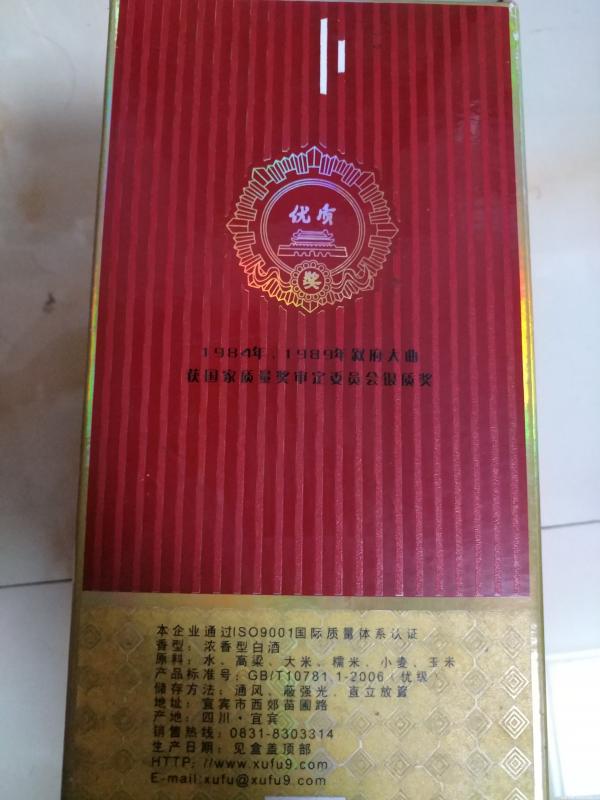 优质
奖
1984年、1989年叙府大曲
获国家质量奖审定委员会银质奖
本企业通过ISO9001国际质量体系认证
香型：浓香型白酒
原料：水、高粱、大米、糯米、小麦、玉米
产品标准号：GB/T10781.1-2006（优级）
储存方法：通风、蔽强光、直立放置
地址：宜宾市西郊苗圃路
产地：四川·宜宾
销售热线：0831-8303314
生产日期：见盒盖顶部
HTTP://www.xufu9.com
E-mail:xufu@xufu9.com